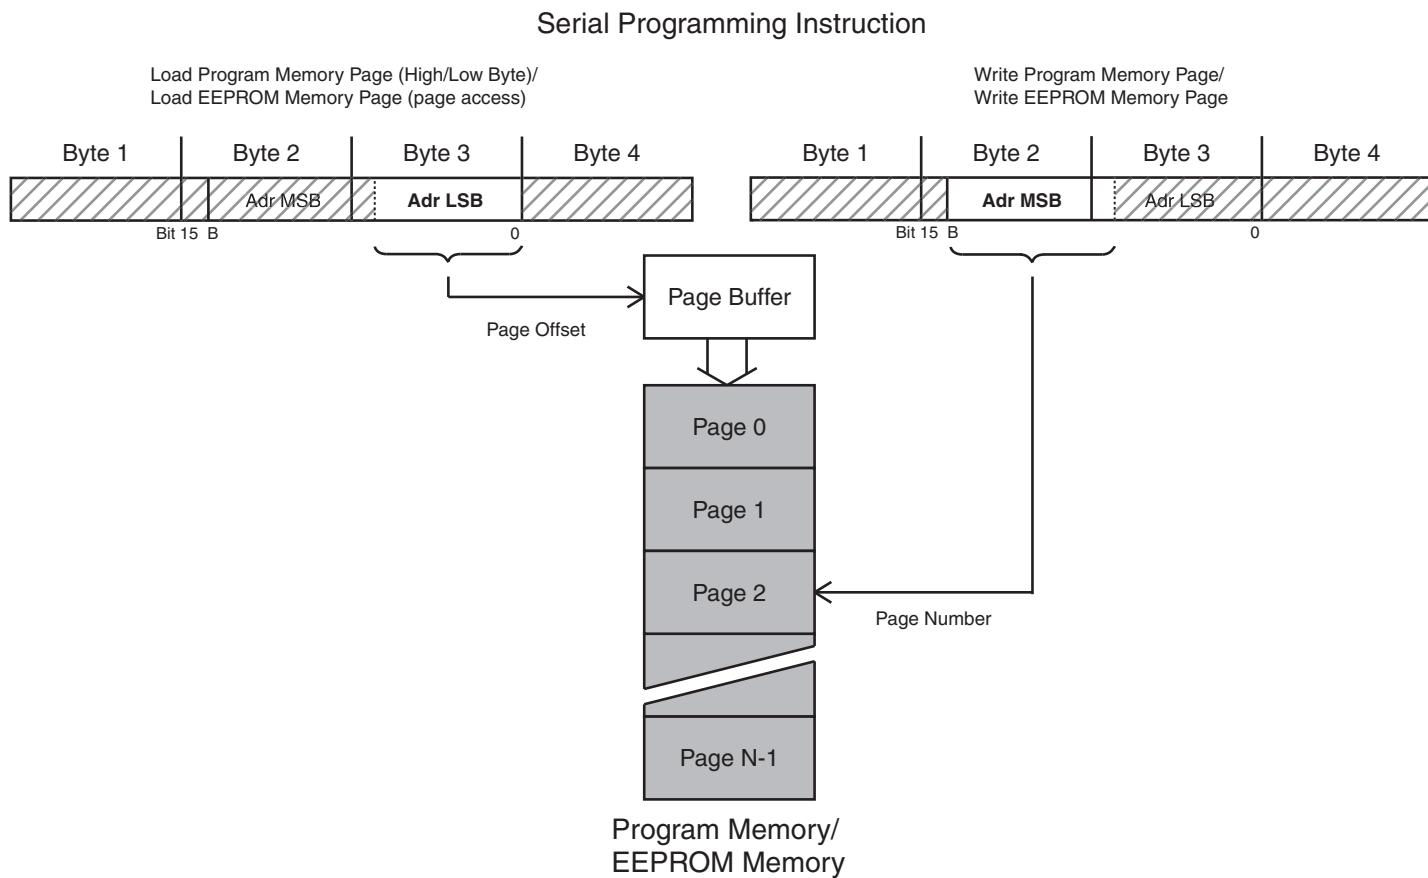 Serial Programming Instruction
Load Program Memory Page (High/Low Byte)/
Load EEPROM Memory Page (page access)
Write Program Memory Page/
Write EEPROM Memory Page
Byte 1 Byte 2 Byte 3 Byte 4
Adr MSB Adr LSB
Bit 15 B 0
Byte 1 Byte 2 Byte 3 Byte 4
Adr MSB Adr LSB
Bit 15 B 0
Page Buffer
Page Offset
Page 0
Page 1
Page 2
Page Number
Page N-1
Program Memory/
EEPROM Memory